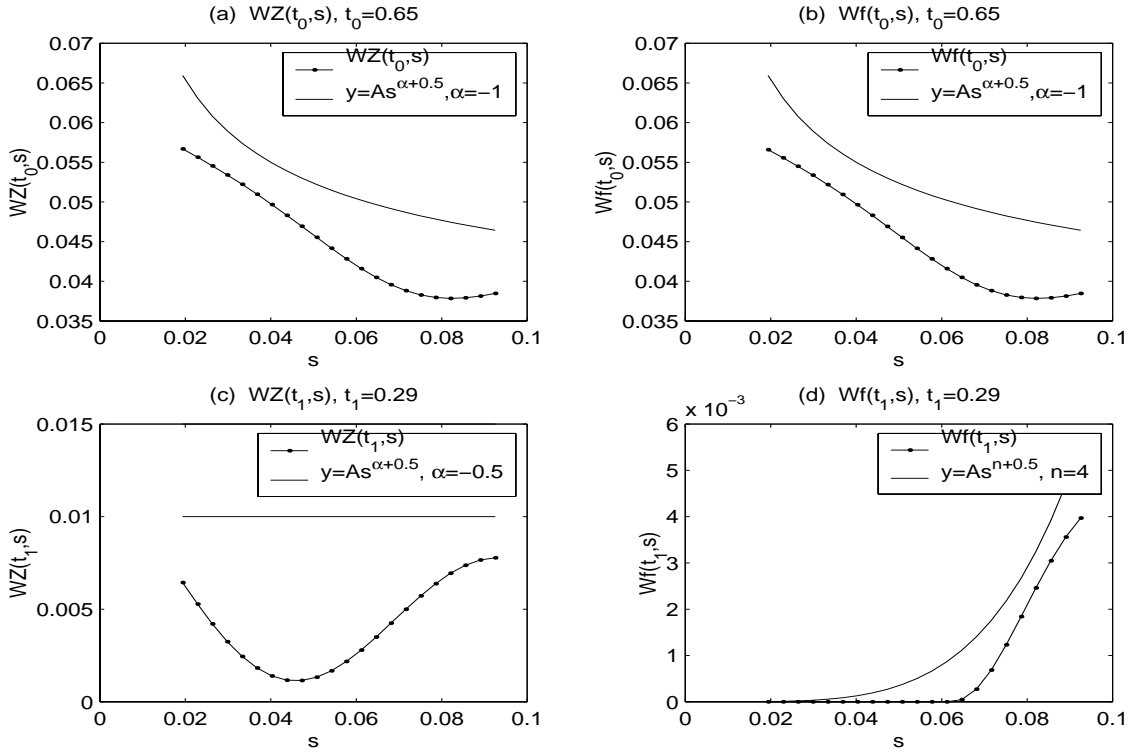 (a) WZ(t₀,s), t₀=0.65
0.07
0.065
0.06
0.055
0.05
0.045
0.04
0.035
WZ(t₀,s)
WZ(t₀,s)
y=As^{α+0.5},α=−1
0 0.02 0.04 0.06 0.08 0.1
s
(b) Wf(t₀,s), t₀=0.65
0.07
0.065
0.06
0.055
0.05
0.045
0.04
0.035
Wf(t₀,s)
Wf(t₀,s)
y=As^{α+0.5},α=−1
0 0.02 0.04 0.06 0.08 0.1
s
(c) WZ(t₁,s), t₁=0.29
0.015
0.01
0.005
0
WZ(t₁,s)
WZ(t₁,s)
y=As^{α+0.5}, α=−0.5
0 0.02 0.04 0.06 0.08 0.1
s
(d) Wf(t₁,s), t₁=0.29
x 10⁻³
6
5
4
3
2
1
0
Wf(t₁,s)
Wf(t₁,s)
y=As^{n+0.5}, n=4
0 0.02 0.04 0.06 0.08 0.1
s